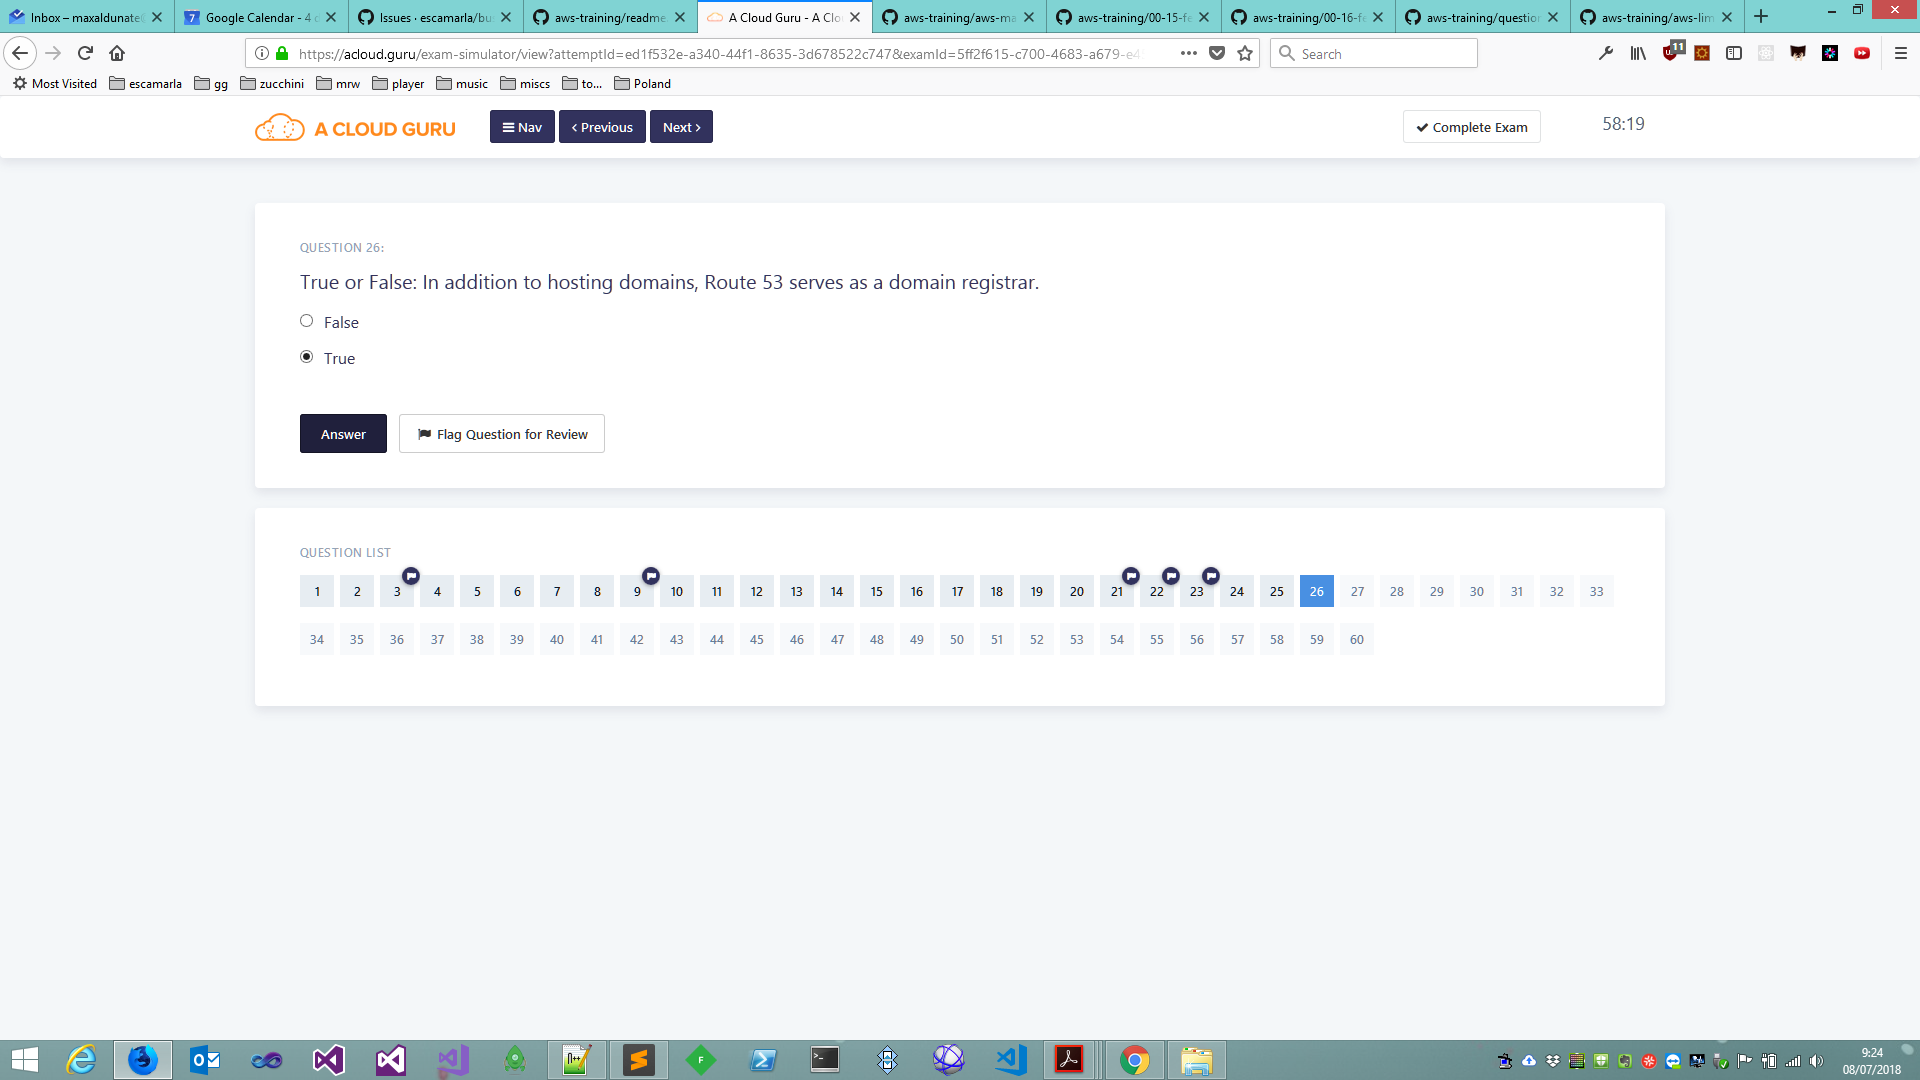 Inbox – maxaldunate
Google Calendar - 4
Issues · escamarla/bu
aws-training/readme
A Cloud Guru - A Clo
aws-training/aws-ma
aws-training/00-15-fe
aws-training/00-16-fe
aws-training/question
aws-training/aws-lim
https://acloud.guru/exam-simulator/view?attemptId=ed1f532e-a340-44f1-8635-3d678522c747&examId=5ff2f615-c700-4683-a679-e4
Search
11
Most Visited escamarla gg zucchini mrw player music miscs to... Poland
A CLOUD GURU
Nav
Previous
Next
Complete Exam
58:19
QUESTION 26:
True or False: In addition to hosting domains, Route 53 serves as a domain registrar.
False
True
Answer
Flag Question for Review
QUESTION LIST
1 2 3 4 5 6 7 8 9 10 11 12 13 14 15 16 17 18 19 20 21 22 23 24 25 26 27 28 29 30 31 32 33
34 35 36 37 38 39 40 41 42 43 44 45 46 47 48 49 50 51 52 53 54 55 56 57 58 59 60
9:24
08/07/2018